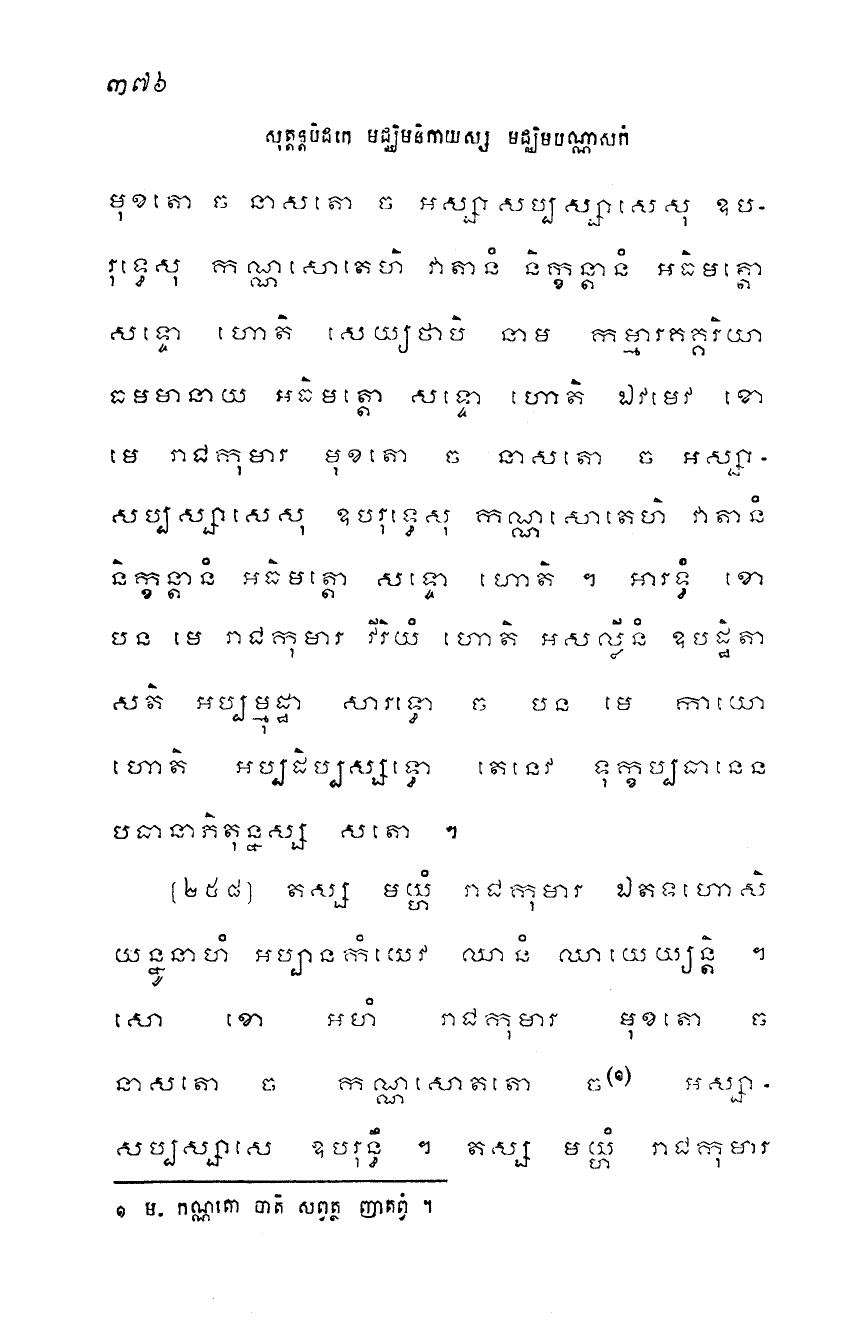 ៣៧៦
សុត្តន្តបិដកេ មជ្ឈិមនិកាយស្ស មជ្ឈិមបណ្ណាសកំ
មុខតោ ច នាសតោ ច អស្សាសប្បស្សាសេសុ ឧប-
រុទ្ធេសុ កណ្ណសោតេហិ វាតានំ និក្ខន្តានំ អធិមត្តោ
សទ្ទោ ហោតិ សេយ្យថាបិ នាម កម្មារគគ្គរិយា
ធមមានាយ អធិមត្តោ សទ្ទោ ហោតិ ឯវមេវ ខោ
មេ រាជកុមារ មុខតោ ច នាសតោ ច អស្សា-
សប្បស្សាសេសុ ឧបរុទ្ធេសុ កណ្ណសោតេហិ វាតានំ
និក្ខន្តានំ អធិមត្តោ សទ្ទោ ហោតិ ។ អារទ្ធំ ខោ
បន មេ រាជកុមារ វីរិយំ ហោតិ អសល្លីនំ ឧបដ្ឋិតា
សតិ អប្បម្មុដ្ឋា សារទ្ធោ ច បន មេ កាយោ
ហោតិ អប្បដិប្បស្សទ្ធោ តេនេវ ទុក្ខប្បធានេន
បធានាភិតុន្នស្ស សតោ ។
[២៥៨] តស្ស មយ្ហំ រាជកុមារ ឯតទហោសិ
យន្នូនាហំ អប្បានកំយេវ ឈានំ ឈាយេយ្យន្តិ ។
សោ ខោ អហំ រាជកុមារ មុខតោ ច
នាសតោ ច កណ្ណសោតតោ ច(១) អស្សា-
សប្បស្សាសេ ឧបរុន្ធឹ ។ តស្ស មយ្ហំ រាជកុមារ
១ ម. កណ្ណតោ បាតិ សព្វត្ថ ញាតព្វំ ។